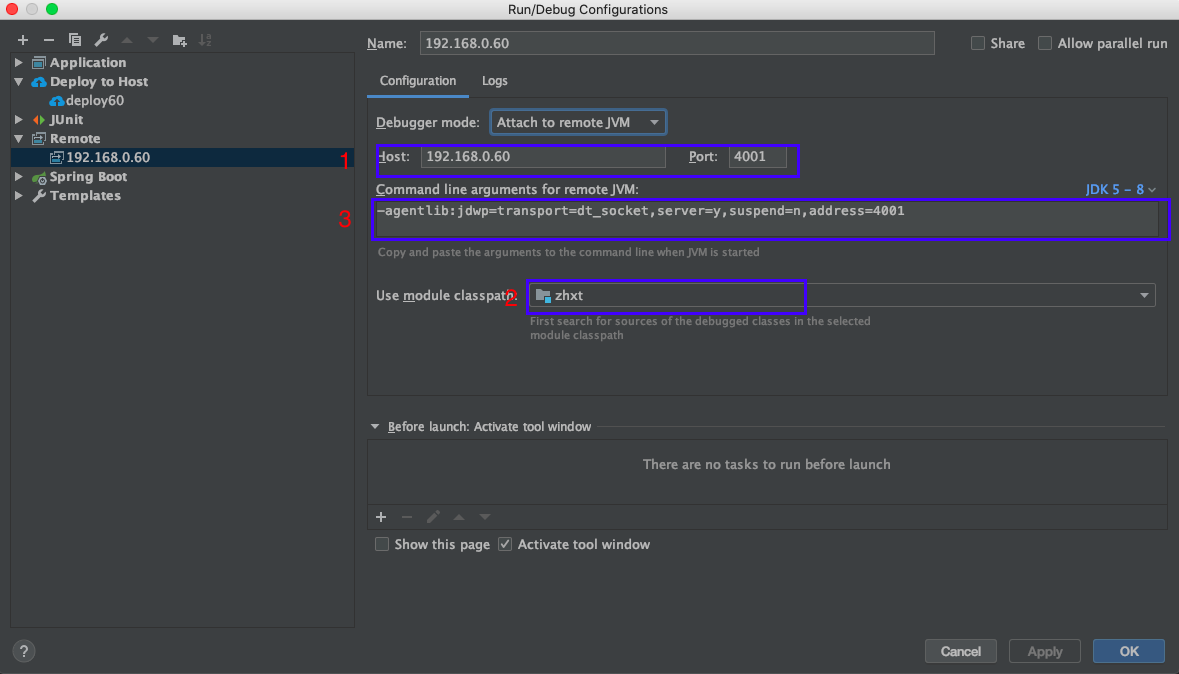 Run/Debug Configurations
Name: 192.168.0.60 Share Allow parallel run
Application
Deploy to Host
deploy60
JUnit
Remote
192.168.0.60
Spring Boot
Templates
Configuration Logs
Debugger mode: Attach to remote JVM
1 Host: 192.168.0.60 Port: 4001
Command line arguments for remote JVM: JDK 5 – 8
3 -agentlib:jdwp=transport=dt_socket,server=y,suspend=n,address=4001
Copy and paste the arguments to the command line when JVM is started
Use module classpath: 2 zhxt
First search for sources of the debugged classes in the selected
module classpath
Before launch: Activate tool window
There are no tasks to run before launch
Show this page Activate tool window
? Cancel Apply OK